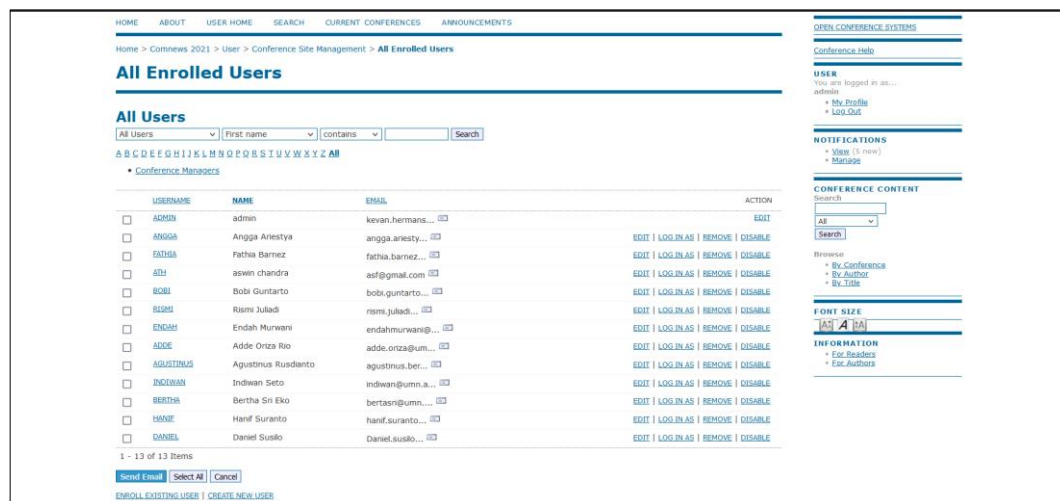 HOME ABOUT USER HOME SEARCH CURRENT CONFERENCES ANNOUNCEMENTS
Home > Comnews 2021 > User > Conference Site Management > All Enrolled Users
All Enrolled Users
All Users
All Users First name contains Search
A B C D E F G H I J K L M N O P Q R S T U V W X Y Z All
Conference Managers
USERNAME NAME EMAIL ACTION
ADMIN admin kevan.hermans... EDIT
ANGGA Angga Ariestya angga.ariesty... EDIT | LOG IN AS | REMOVE | DISABLE
FATHIA Fathia Barnez fathia.barnez... EDIT | LOG IN AS | REMOVE | DISABLE
ATH aswin chandra asf@gmail.com EDIT | LOG IN AS | REMOVE | DISABLE
BOBI Bobi Guntarto bobi.guntarto... EDIT | LOG IN AS | REMOVE | DISABLE
RISMI Rismi Juliadi rismi.juliadi... EDIT | LOG IN AS | REMOVE | DISABLE
ENDAH Endah Murwani endahmurwani@... EDIT | LOG IN AS | REMOVE | DISABLE
ADDE Adde Oriza Rio adde.oriza@um... EDIT | LOG IN AS | REMOVE | DISABLE
AGUSTINUS Agustinus Rusdianto agustinus.ber... EDIT | LOG IN AS | REMOVE | DISABLE
INDIWAN Indiwan Seto indiwan@umn.a... EDIT | LOG IN AS | REMOVE | DISABLE
BERTHA Bertha Sri Eko bertasri@umn.... EDIT | LOG IN AS | REMOVE | DISABLE
HANIF Hanif Suranto hanif.suranto... EDIT | LOG IN AS | REMOVE | DISABLE
DANIEL Daniel Susilo Daniel.susilo... EDIT | LOG IN AS | REMOVE | DISABLE
1 - 13 of 13 Items
Send Email Select All Cancel
ENROLL EXISTING USER | CREATE NEW USER
OPEN CONFERENCE SYSTEMS
Conference Help
USER
You are logged in as...
admin
My Profile
Log Out
NOTIFICATIONS
View (5 new)
Manage
CONFERENCE CONTENT
Search
All
Search
Browse
By Conference
By Author
By Title
FONT SIZE
A A A
INFORMATION
For Readers
For Authors